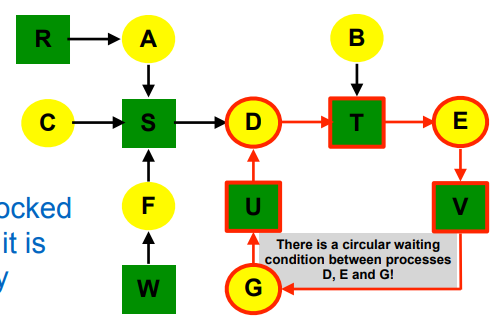 R
A
B
C
S
D
T
E
ocked
it is
y
F
U
V
There is a circular waiting
condition between processes
D, E and G!
W
G